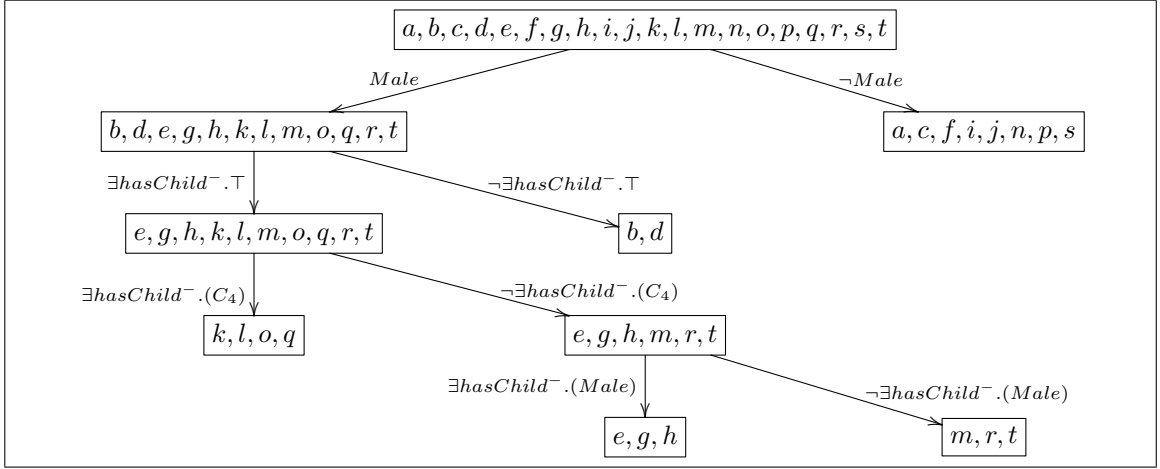 a, b, c, d, e, f, g, h, i, j, k, l, m, n, o, p, q, r, s, t
Male ¬Male
b, d, e, g, h, k, l, m, o, q, r, t a, c, f, i, j, n, p, s
∃hasChild⁻.⊤ ¬∃hasChild⁻.⊤
e, g, h, k, l, m, o, q, r, t b, d
∃hasChild⁻.(C₄) ¬∃hasChild⁻.(C₄)
k, l, o, q e, g, h, m, r, t
∃hasChild⁻.(Male) ¬∃hasChild⁻.(Male)
e, g, h m, r, t